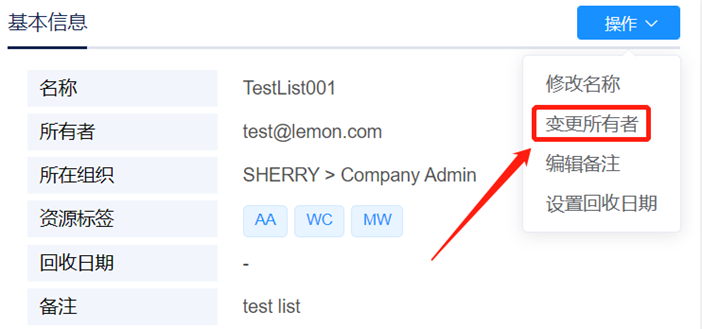 基本信息
操作
名称 TestList001
修改名称
所有者 test@lemon.com
变更所有者
所在组织 SHERRY > Company Admin
编辑备注
资源标签 AA WC MW
设置回收日期
回收日期 -
备注 test list